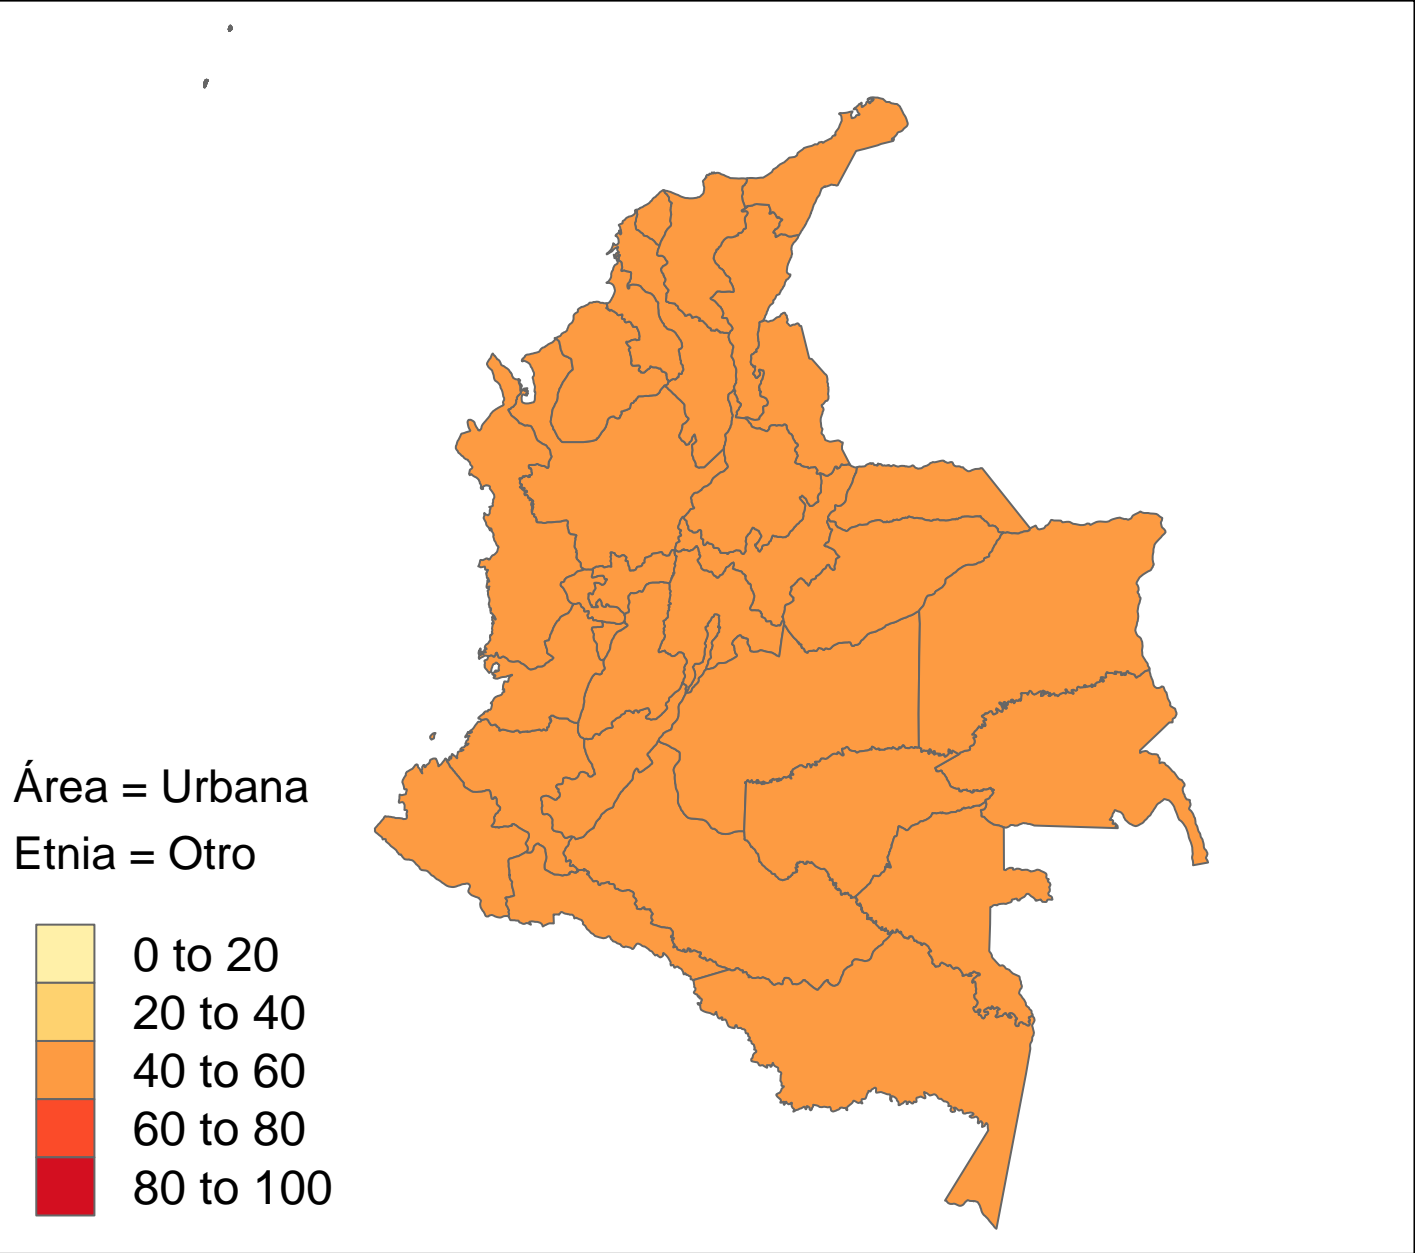 Área = Urbana
Etnia = Otro
0 to 20
20 to 40
40 to 60
60 to 80
80 to 100